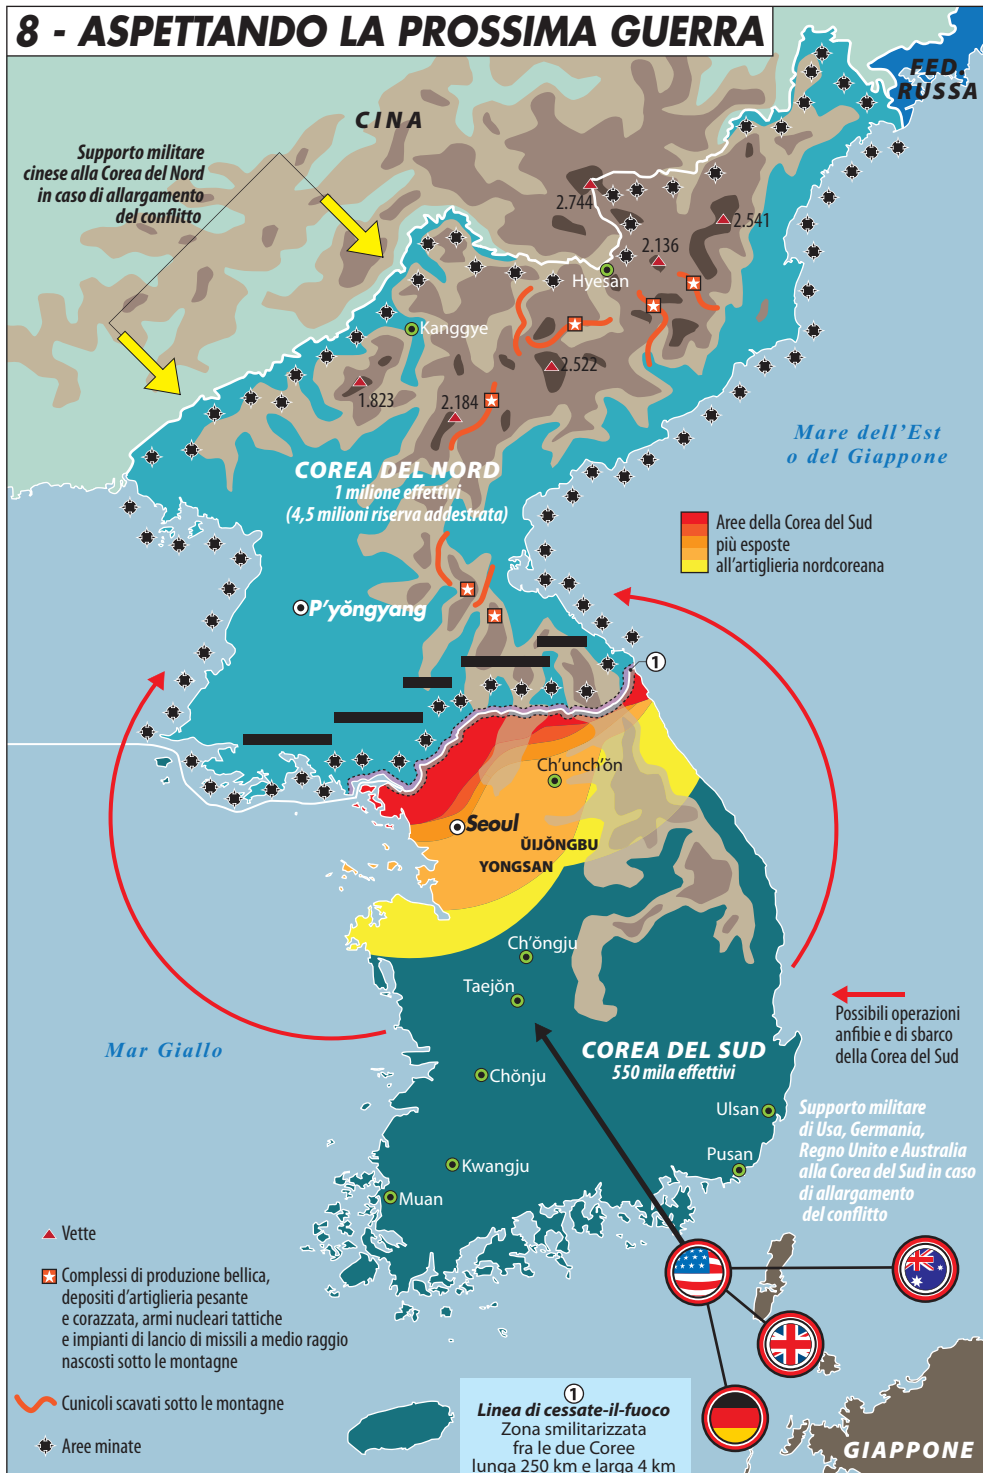 8 - ASPETTANDO LA PROSSIMA GUERRA
FED.
RUSSA
CINA
Supporto militare
cinese alla Corea del Nord
in caso di allargamento
del conflitto
2.744
2.541
2.136
Hyesan
Kanggye
2.522
1.823
2.184
Mare dell'Est
o del Giappone
COREA DEL NORD
1 milione effettivi
(4,5 milioni riserva addestrata)
Aree della Corea del Sud
più esposte
all'artiglieria nordcoreana
P'yŏngyang
1
Ch'unch'ŏn
Seoul
ŬIJŎNGBU
YONGSAN
Ch'ŏngju
Taejŏn
Possibili operazioni
anfibie e di sbarco
della Corea del Sud
Mar Giallo
COREA DEL SUD
550 mila effettivi
Chŏnju
Ulsan
Supporto militare
di Usa, Germania,
Regno Unito e Australia
alla Corea del Sud in caso
di allargamento
del conflitto
Pusan
Kwangju
Muan
Vette
Complessi di produzione bellica,
depositi d'artiglieria pesante
e corazzata, armi nucleari tattiche
e impianti di lancio di missili a medio raggio
nascosti sotto le montagne
Cunicoli scavati sotto le montagne
Aree minate
1
Linea di cessate-il-fuoco
Zona smilitarizzata
fra le due Coree
lunga 250 km e larga 4 km
GIAPPONE